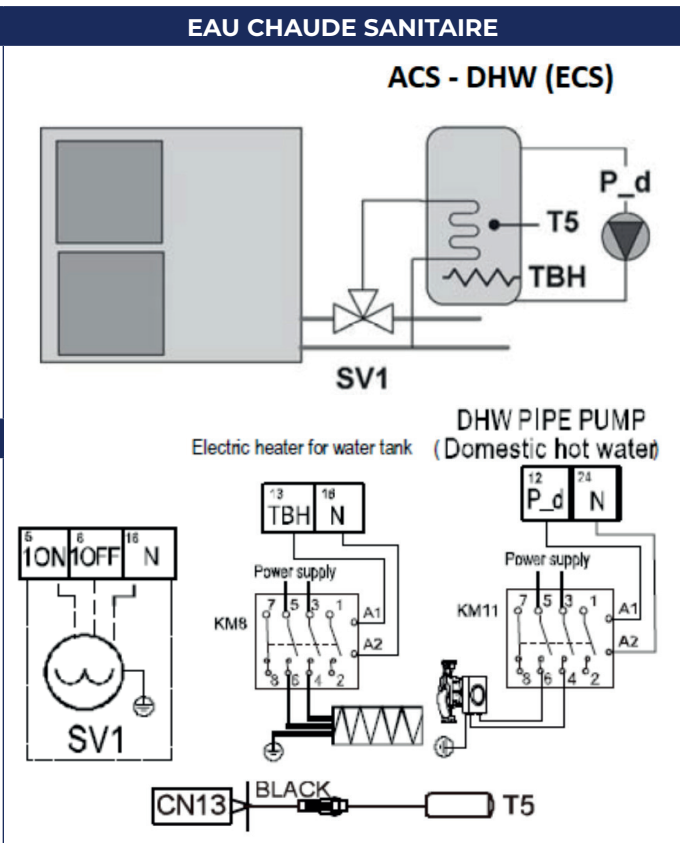 EAU CHAUDE SANITAIRE
ACS - DHW (ECS)
P_d
T5
TBH
SV1
DHW PIPE PUMP
Electric heater for water tank
(Domestic hot water)
13 16
TBH N
12 24
P_d N
5 6 16
1ON 1OFF N
Power supply
Power supply
7 5 3 1
A1
KM8
A2
8 6 4 2
7 5 3 1
A1
KM11
A2
8 6 4 2
SV1
CN13 BLACK T5